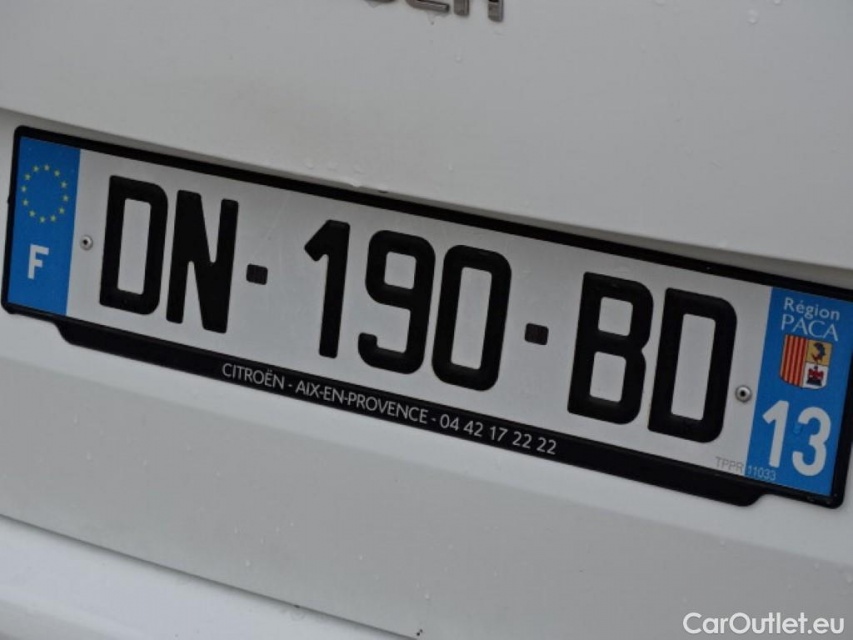 F
DN-190-BD
Région
PACA
13
TPPR 11033
CITROËN - AIX-EN-PROVENCE - 04 42 17 22 22
CarOutlet.eu